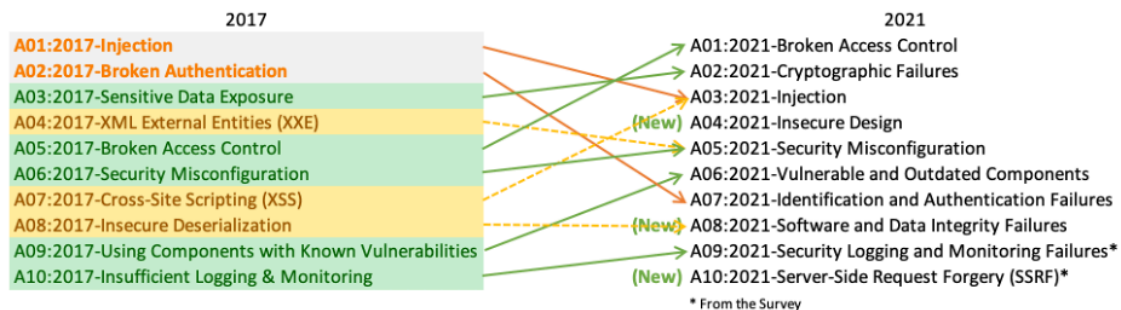 2017
2021
A01:2017-Injection
A02:2017-Broken Authentication
A03:2017-Sensitive Data Exposure
A04:2017-XML External Entities (XXE)
A05:2017-Broken Access Control
A06:2017-Security Misconfiguration
A07:2017-Cross-Site Scripting (XSS)
A08:2017-Insecure Deserialization
A09:2017-Using Components with Known Vulnerabilities
A10:2017-Insufficient Logging & Monitoring
A01:2021-Broken Access Control
A02:2021-Cryptographic Failures
A03:2021-Injection
(New) A04:2021-Insecure Design
A05:2021-Security Misconfiguration
A06:2021-Vulnerable and Outdated Components
A07:2021-Identification and Authentication Failures
(New) A08:2021-Software and Data Integrity Failures
A09:2021-Security Logging and Monitoring Failures*
(New) A10:2021-Server-Side Request Forgery (SSRF)*
* From the Survey